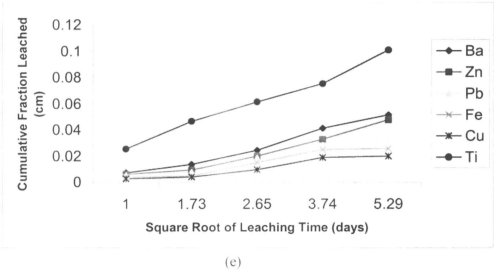 0.12
0.1
0.08
0.06
0.04
0.02
0
Cumulative Fraction Leached
(cm)
1 1.73 2.65 3.74 5.29
Square Root of Leaching Time (days)
Ba
Zn
Pb
Fe
Cu
Ti
(e)